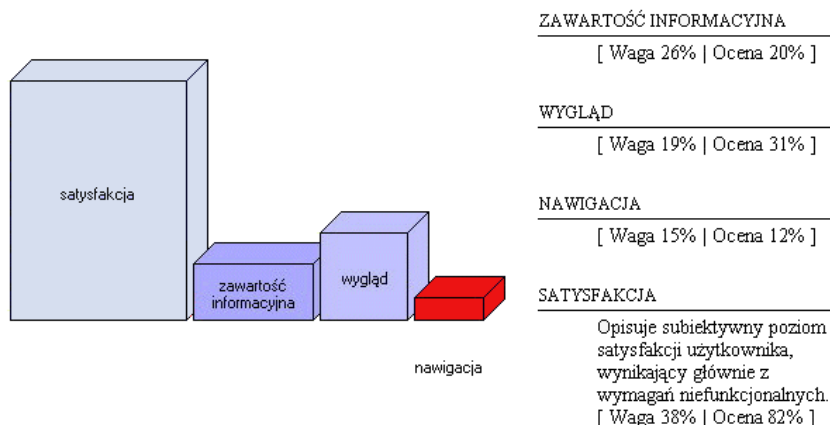 satysfakcja
zawartość
informacyjna
wygląd
nawigacja
ZAWARTOŚĆ INFORMACYJNA
[ Waga 26% | Ocena 20% ]
WYGLĄD
[ Waga 19% | Ocena 31% ]
NAWIGACJA
[ Waga 15% | Ocena 12% ]
SATYSFAKCJA
Opisuje subiektywny poziom
satysfakcji użytkownika,
wynikający głównie z
wymagań niefunkcjonalnych.
[ Waga 38% | Ocena 82% ]